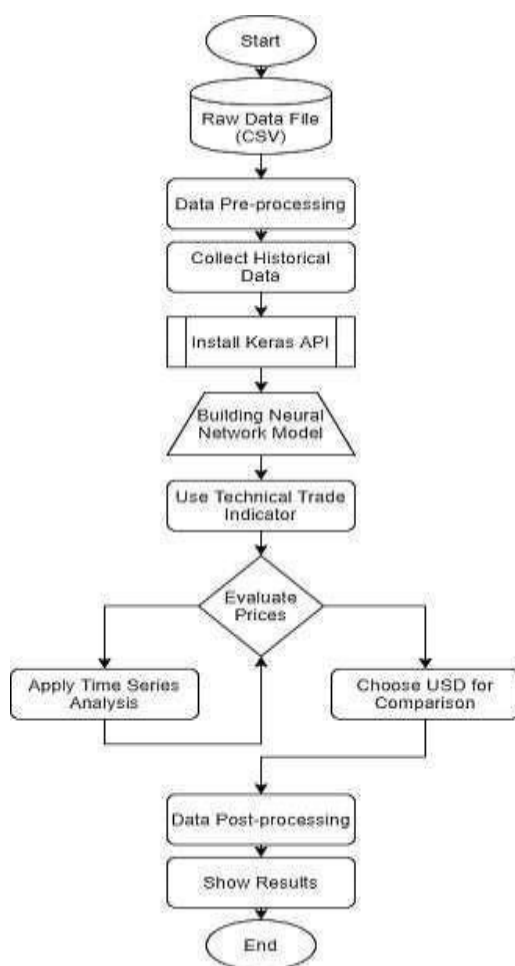 Start
Raw Data File
(CSV)
Data Pre-processing
Collect Historical
Data
Install Keras API
Building Neural
Network Model
Use Technical Trade
Indicator
Evaluate
Prices
Apply Time Series
Analysis
Choose USD for
Comparison
Data Post-processing
Show Results
End